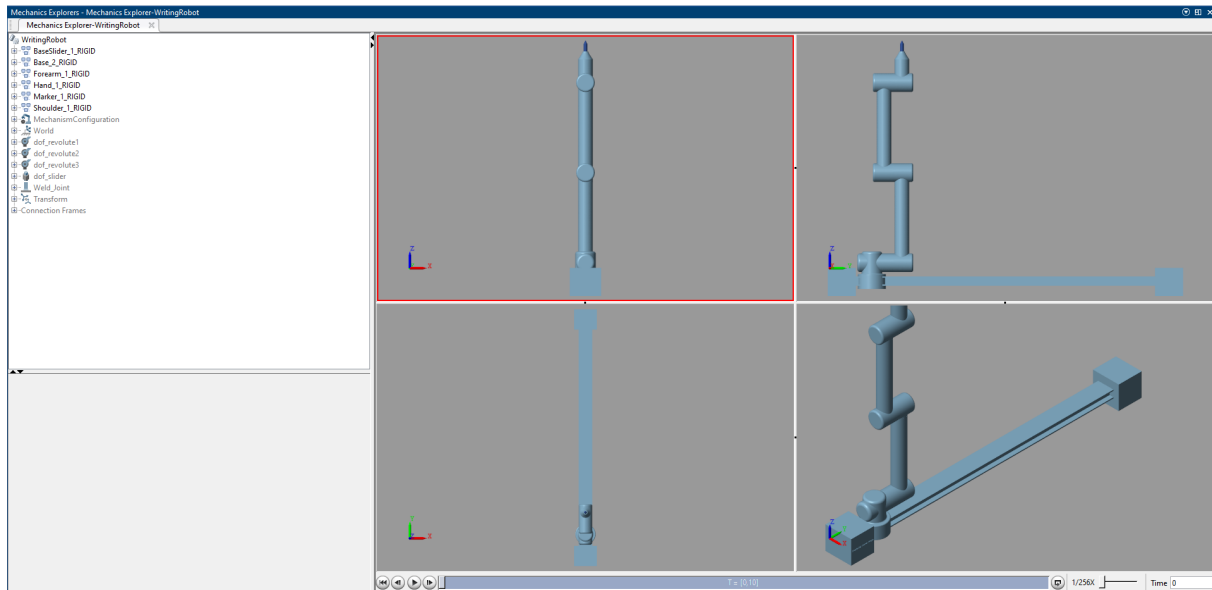 Mechanics Explorers - Mechanics Explorer-WritingRobot
Mechanics Explorer-WritingRobot
WritingRobot
BaseSlider_1_RIGID
Base_2_RIGID
Forearm_1_RIGID
Hand_1_RIGID
Marker_1_RIGID
Shoulder_1_RIGID
MechanismConfiguration
World
dof_revolute1
dof_revolute2
dof_revolute3
dof_slider
Weld_Joint
Transform
Connection Frames
Z
X
Z
Y
Y
X
Z
Y
X
T = [0,10]
1/256X
Time 0